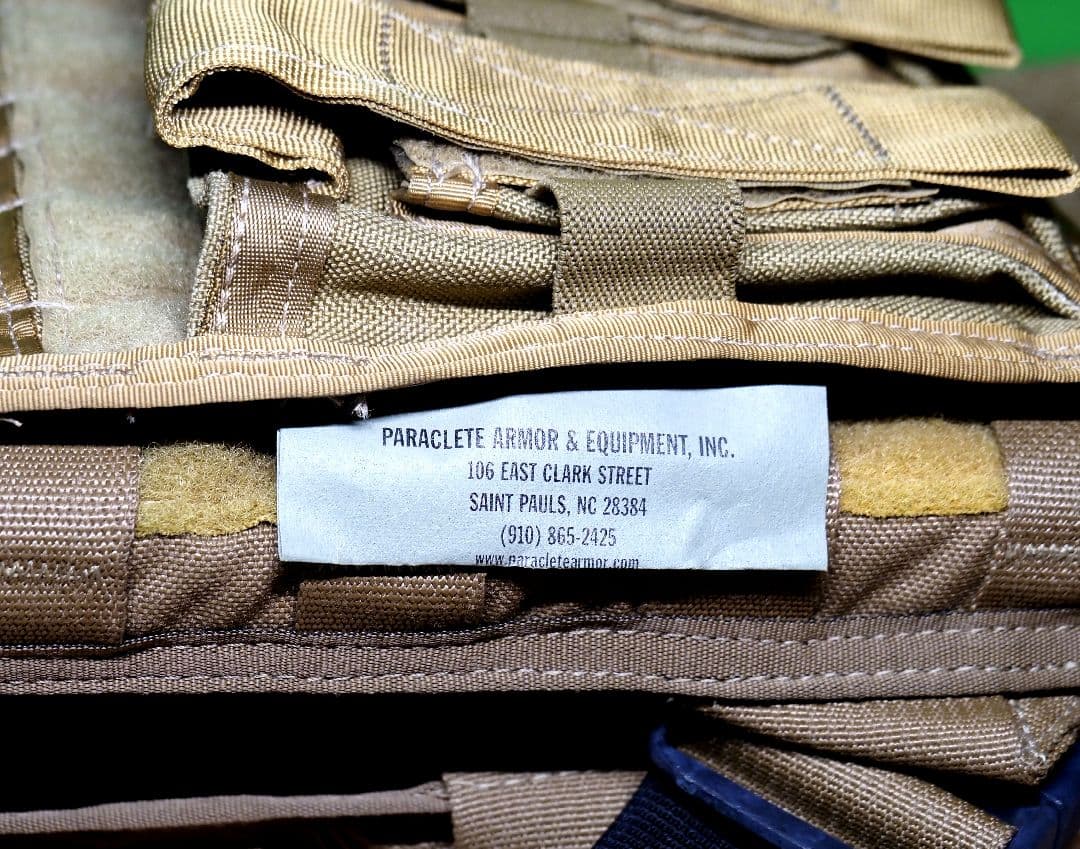 PARACLETE ARMOR & EQUIPMENT, INC.
106 EAST CLARK STREET
SAINT PAULS, NC 28384
(910) 865-2425
www.paracletearmor.com